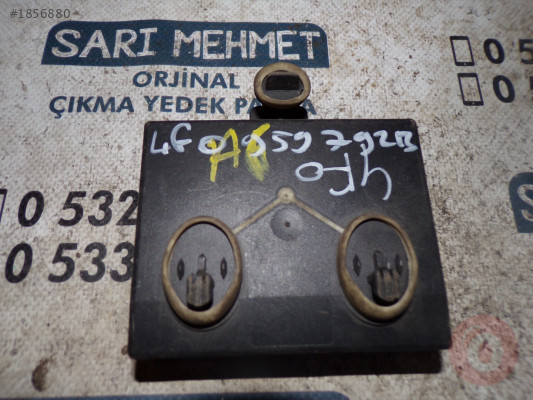 #1856880
SARI MEHMET
ORJİNAL
ÇIKMA YEDEK PA
0 5
0 5
4F0959792B
A6
4F0
0 532
0 533